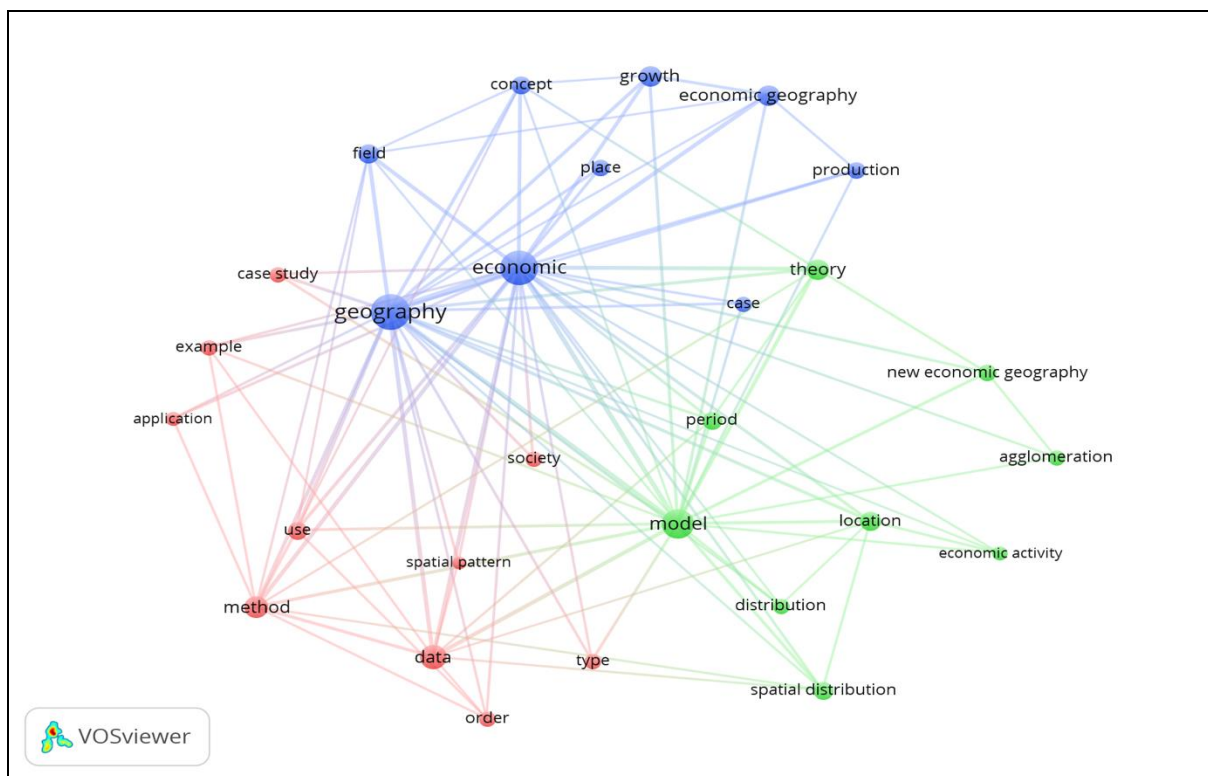 growth
concept
economic geography
field
place
production
economic
theory
case study
case
geography
example
new economic geography
application
period
agglomeration
society
model
location
use
economic activity
spatial pattern
method
distribution
data
type
spatial distribution
order
VOSviewer